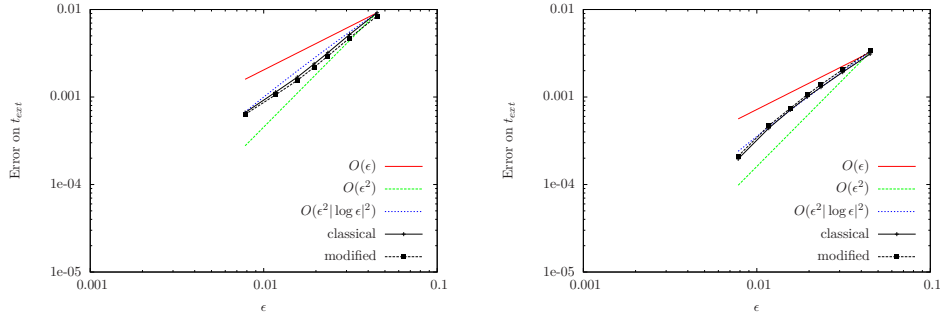 0.01
0.001
1e-04
1e-05
Error on t_ext
0.001
0.01
0.1
ϵ
O(ϵ)
O(ϵ²)
O(ϵ²| log ϵ|²)
classical
modified
0.01
0.001
1e-04
1e-05
Error on t_ext
0.001
0.01
0.1
ϵ
O(ϵ)
O(ϵ²)
O(ϵ²| log ϵ|²)
classical
modified